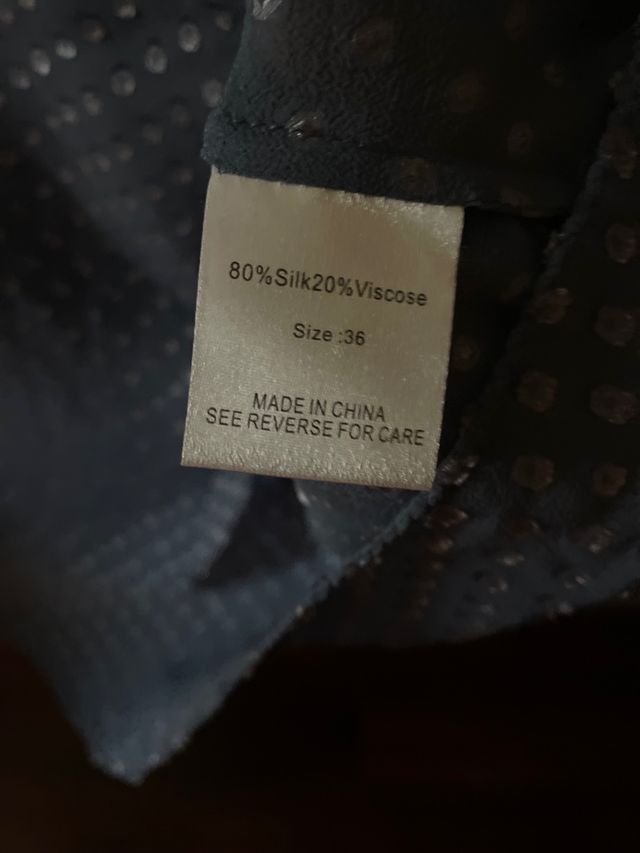 80%Silk20%Viscose
Size :36
MADE IN CHINA
SEE REVERSE FOR CARE